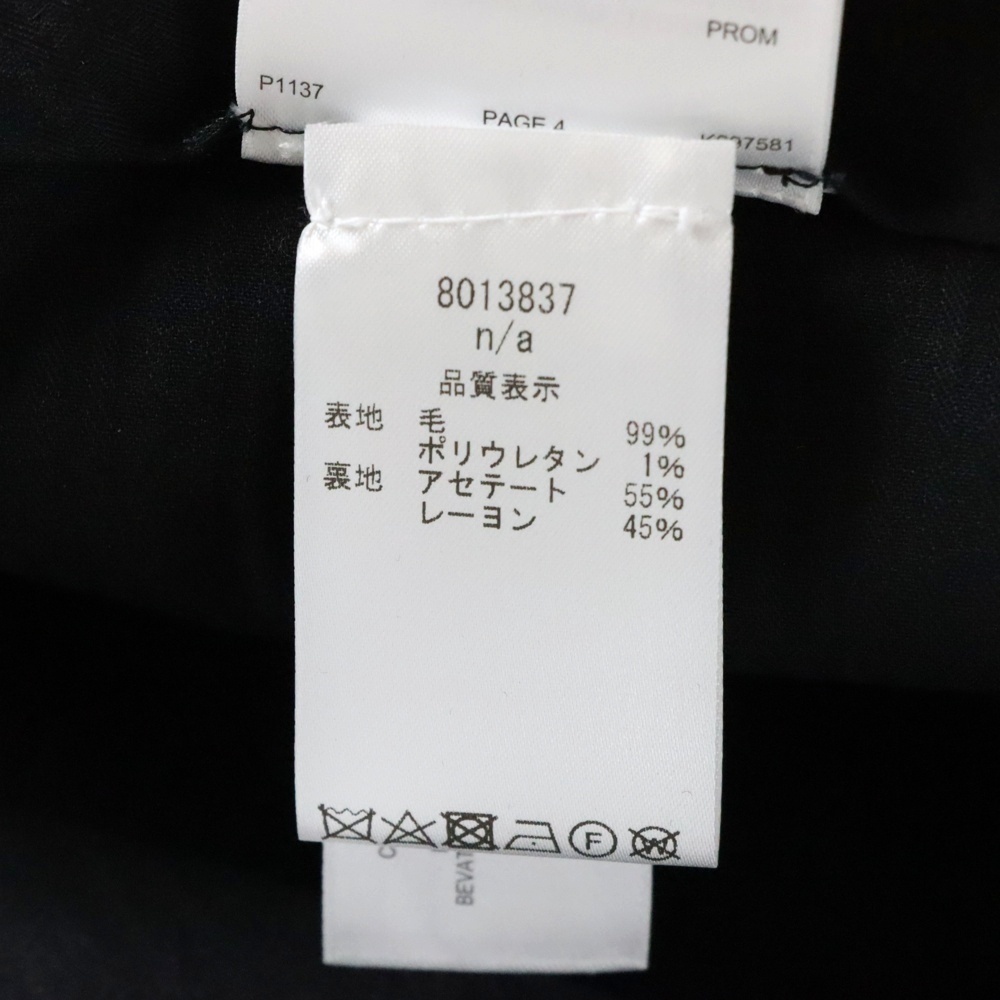 PROM
P1137
PAGE 4
8013837
n/a
品質表示
表地 毛 99%
ポリウレタン 1%
裏地 アセテート 55%
レーヨン 45%
F
W